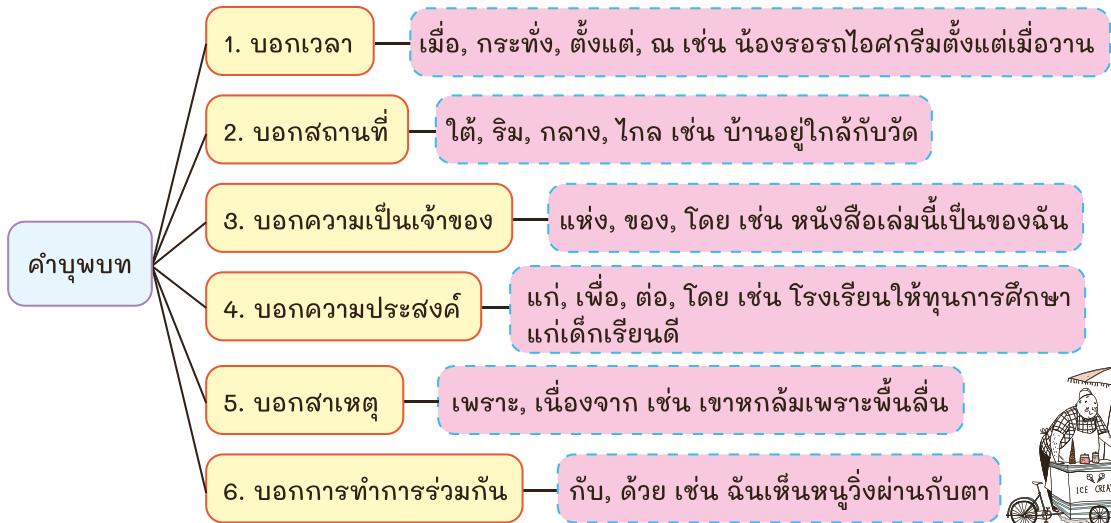 คำบุพบท
1. บอกเวลา
เมื่อ, กระทั่ง, ตั้งแต่, ณ เช่น น้องรอรถไอศกรีมตั้งแต่เมื่อวาน
2. บอกสถานที่
ใต้, ริม, กลาง, ไกล เช่น บ้านอยู่ใกล้กับวัด
3. บอกความเป็นเจ้าของ
แห่ง, ของ, โดย เช่น หนังสือเล่มนี้เป็นของฉัน
4. บอกความประสงค์
แก่, เพื่อ, ต่อ, โดย เช่น โรงเรียนให้ทุนการศึกษา
แก่เด็กเรียนดี
5. บอกสาเหตุ
เพราะ, เนื่องจาก เช่น เขาหกล้มเพราะพื้นลื่น
6. บอกการทำการร่วมกัน
กับ, ด้วย เช่น ฉันเห็นหนูวิ่งผ่านกับตา
ICE